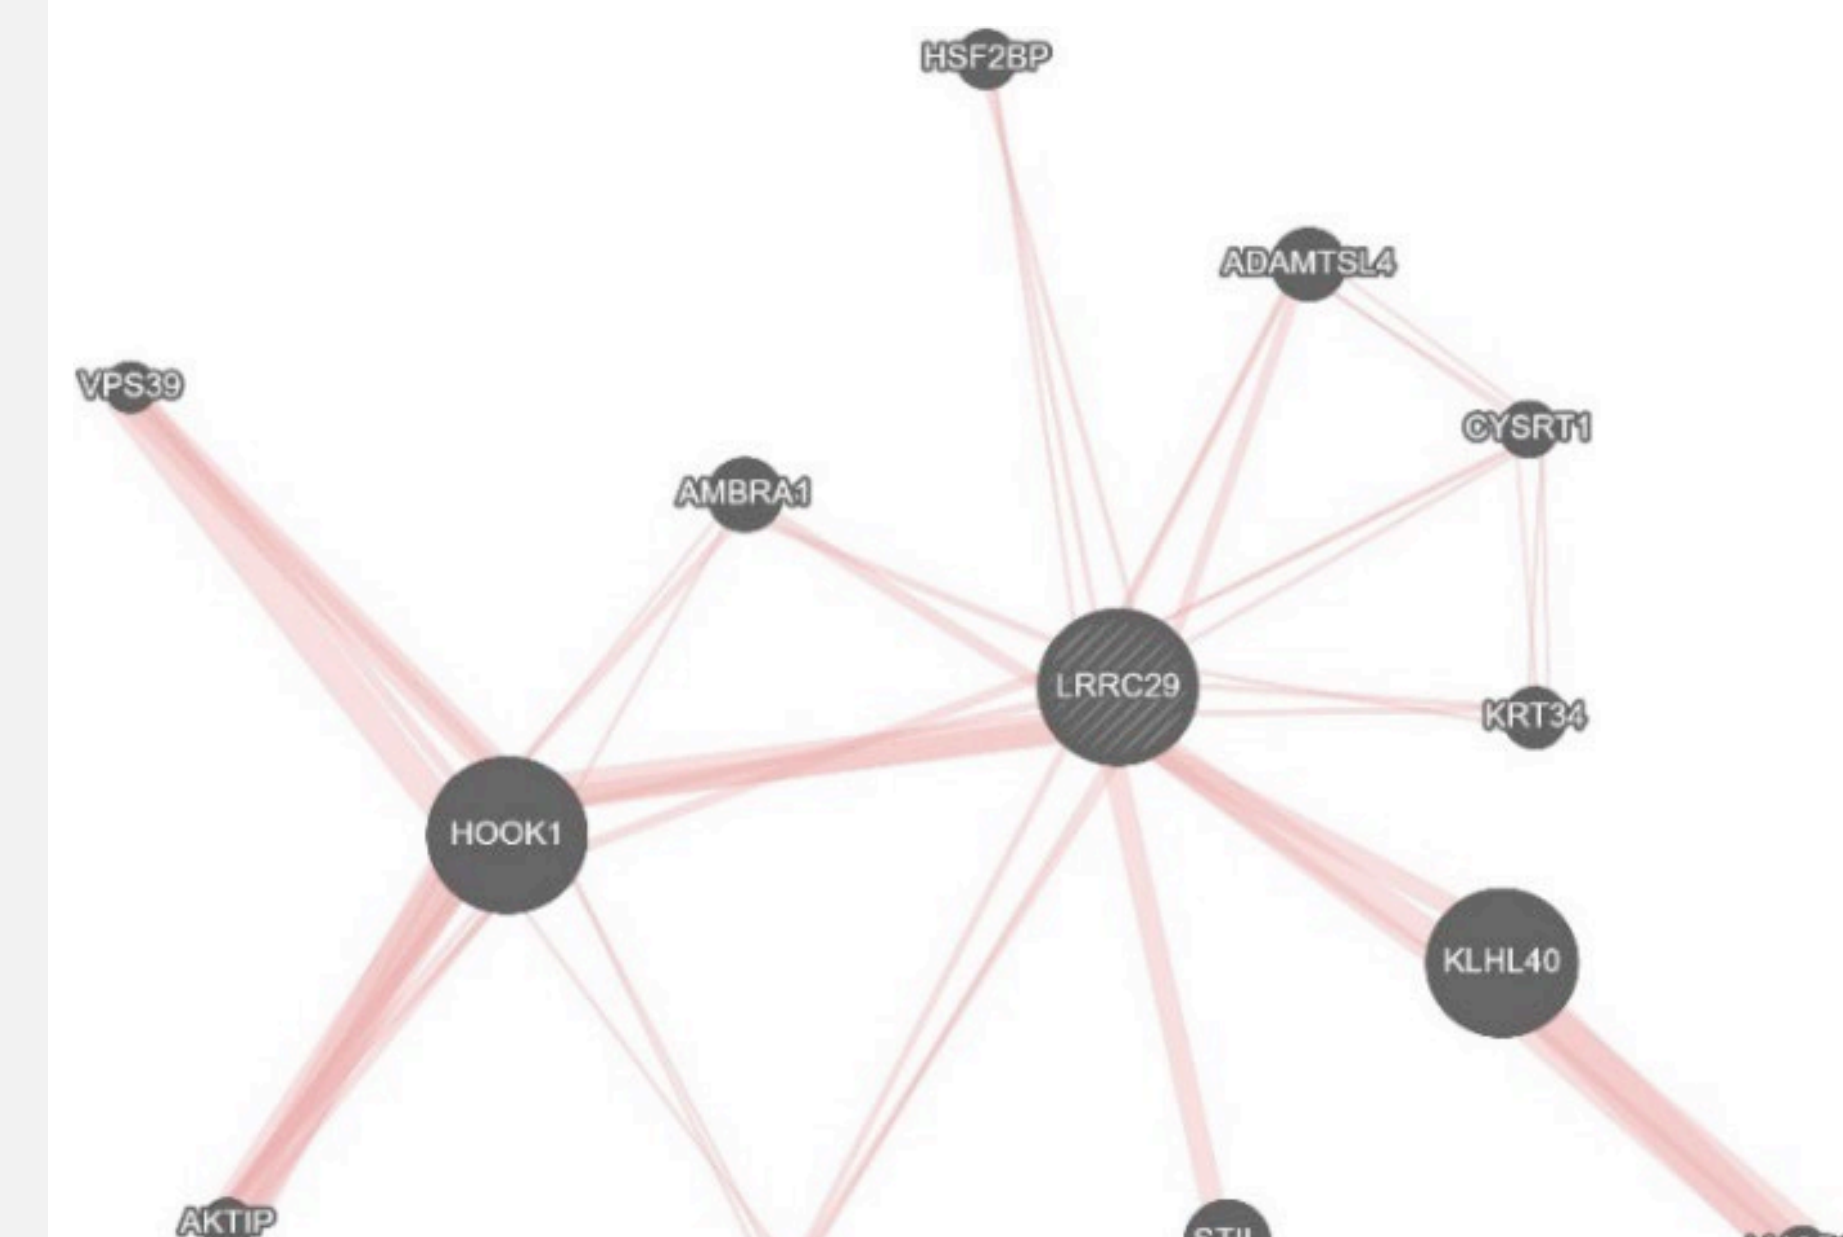 HSF2BP
ADAMTSL4
VPS39
CYSRT1
AMBRA1
LRRC29
KRT34
HOOK1
KLHL40
AKTIP